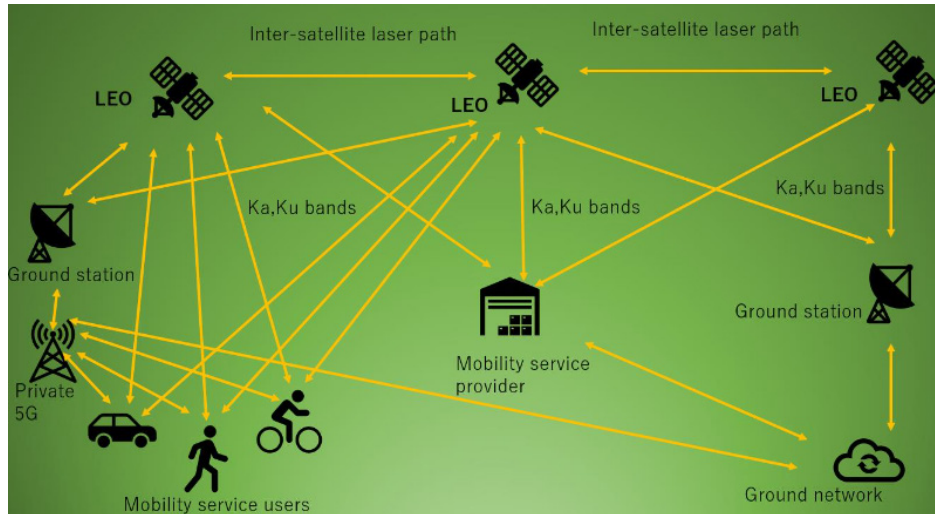 Inter-satellite laser path
Inter-satellite laser path
LEO
LEO
LEO
Ka,Ku bands
Ka,Ku bands
Ka,Ku bands
Ground station
Ground station
Mobility service
provider
Private
5G
Mobility service users
Ground network